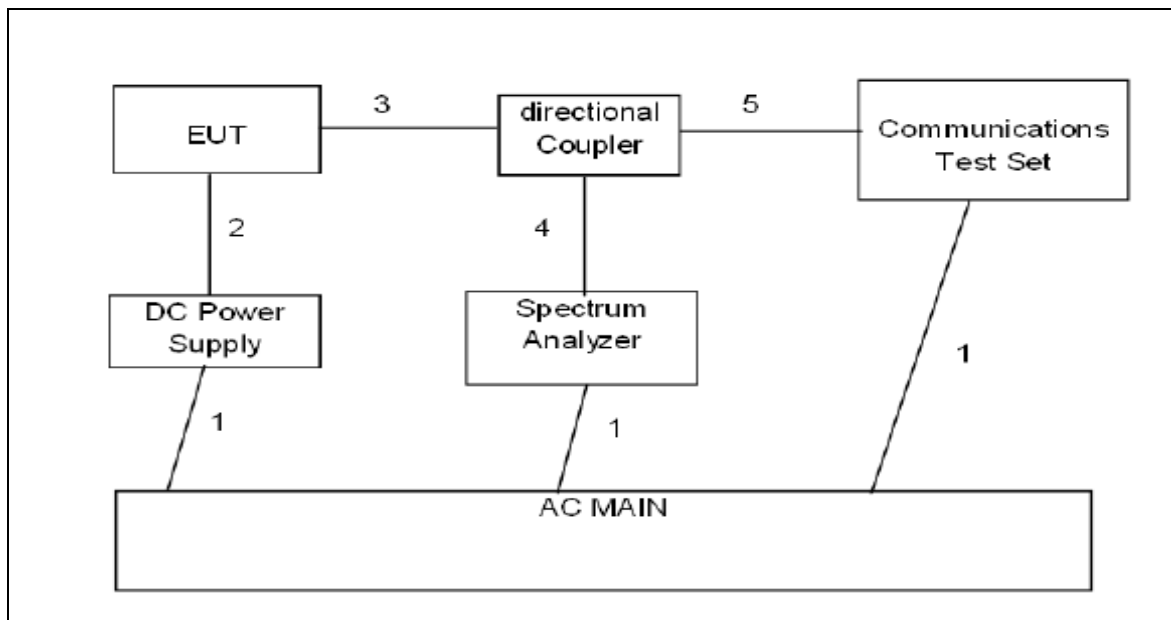 EUT
3
directional
Coupler
5
Communications
Test Set
2
4
DC Power
Supply
Spectrum
Analyzer
1
1
1
AC MAIN